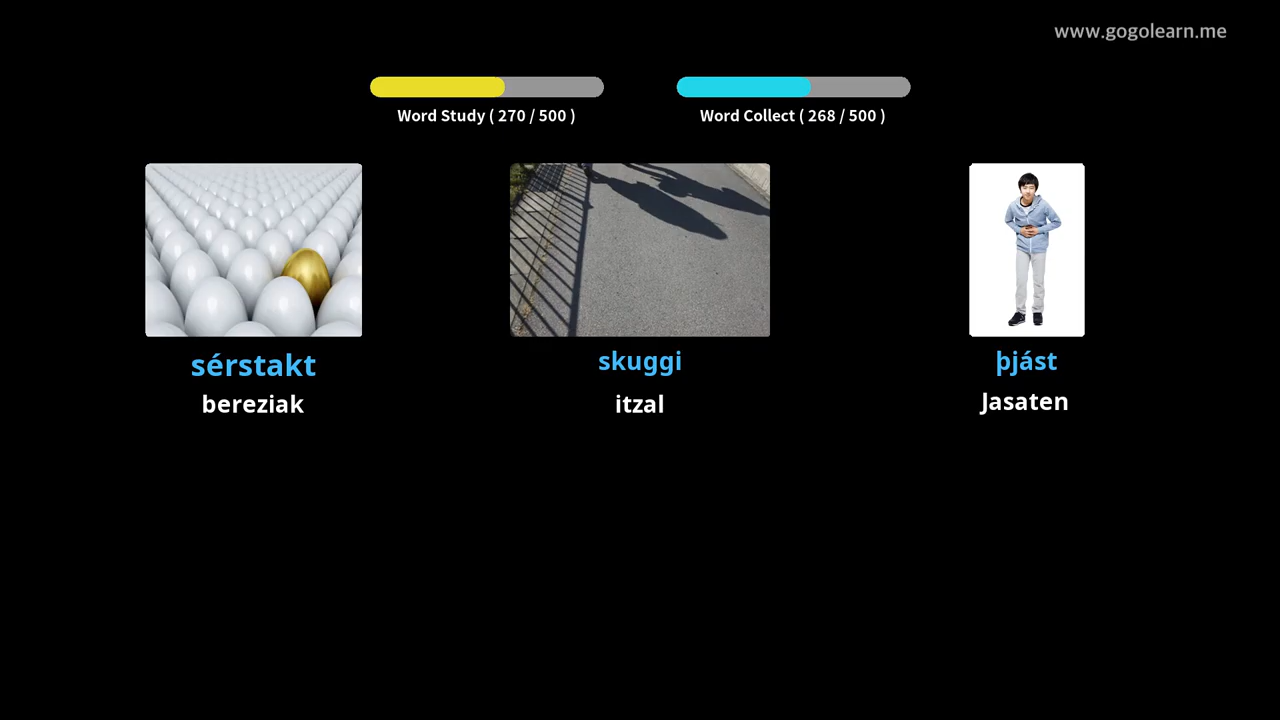 www.gogolearn.me
Word Study ( 270 / 500 )
Word Collect ( 268 / 500 )
sérstakt
bereziak
skuggi
itzal
þjást
Jasaten